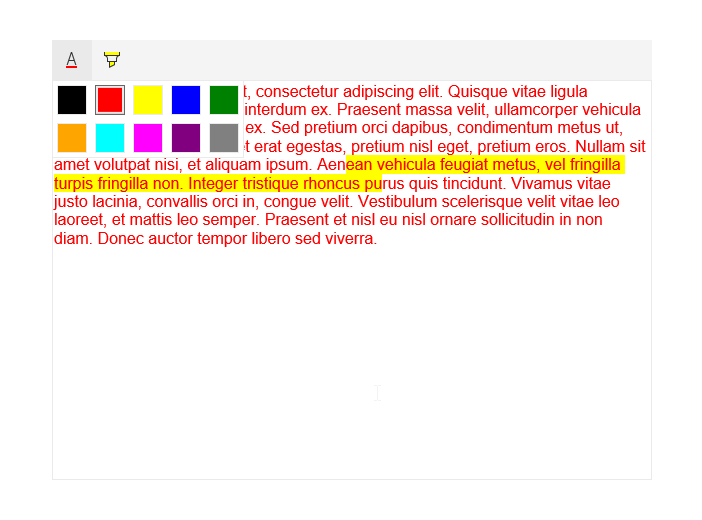 A
t, consectetur adipiscing elit. Quisque vitae ligula
interdum ex. Praesent massa velit, ullamcorper vehicula
ex. Sed pretium orci dapibus, condimentum metus ut,
t erat egestas, pretium nisl eget, pretium eros. Nullam sit
amet volutpat nisi, et aliquam ipsum. Aenean vehicula feugiat metus, vel fringilla
turpis fringilla non. Integer tristique rhoncus purus quis tincidunt. Vivamus vitae
justo lacinia, convallis orci in, congue velit. Vestibulum scelerisque velit vitae leo
laoreet, et mattis leo semper. Praesent et nisl eu nisl ornare sollicitudin in non
diam. Donec auctor tempor libero sed viverra.